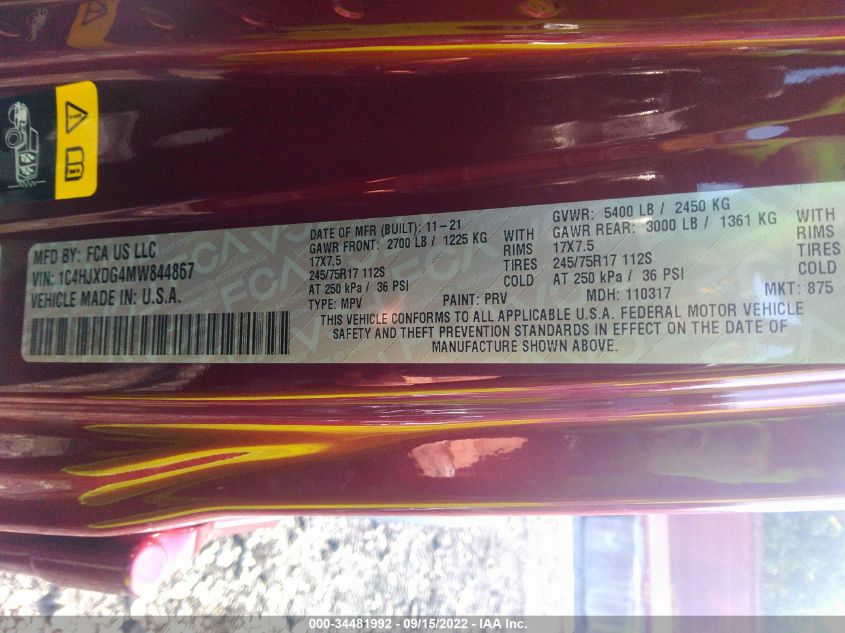 MFD BY: FCA US LLC
VIN: 1C4HJXDG4MW844867
VEHICLE MADE IN U.S.A.
DATE OF MFR (BUILT): 11-21
GAWR FRONT: 2700 LB / 1225 KG WITH
17X7.5 RIMS
245/75R17 112S TIRES
AT 250 kPa / 36 PSI COLD
TYPE: MPV PAINT: PRV
GVWR: 5400 LB / 2450 KG
GAWR REAR: 3000 LB / 1361 KG WITH
17X7.5 RIMS
245/75R17 112S TIRES
AT 250 kPa / 36 PSI COLD
MDH: 110317 MKT: 875
THIS VEHICLE CONFORMS TO ALL APPLICABLE U.S.A. FEDERAL MOTOR VEHICLE
SAFETY AND THEFT PREVENTION STANDARDS IN EFFECT ON THE DATE OF
MANUFACTURE SHOWN ABOVE.
000-34481992 - 09/15/2022 - IAA Inc.